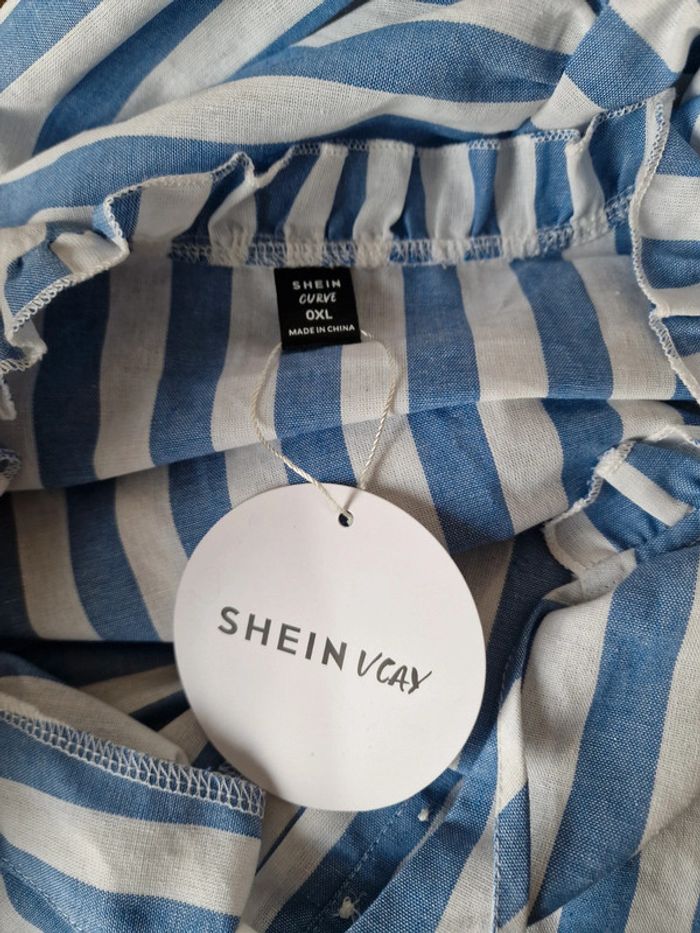 SHEIN
CURVE
0XL
MADE IN CHINA
SHEIN VCAY